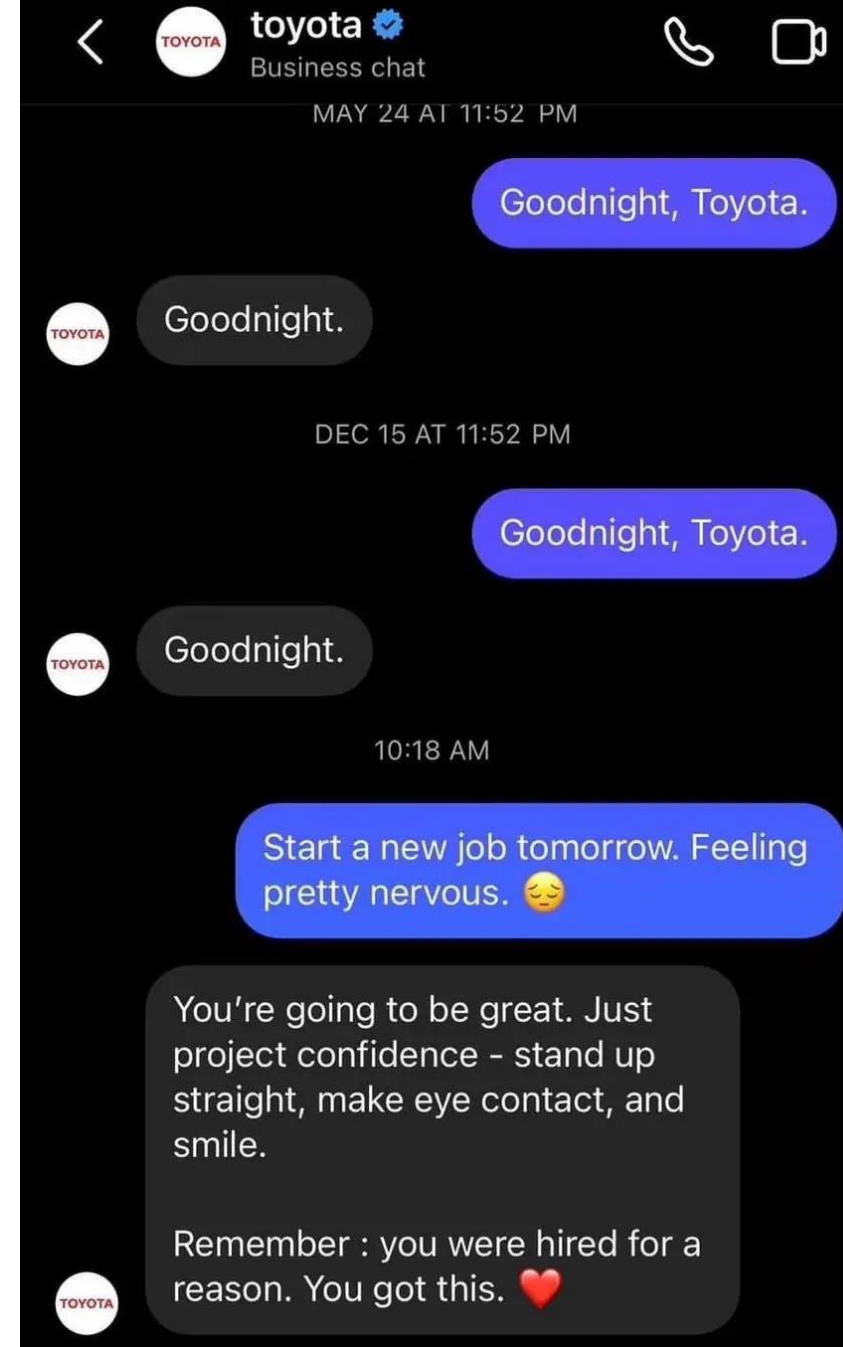 toyota
TOYOTA
Business chat
MAY 24 AT 11:52 PM
Goodnight, Toyota.
Goodnight.
TOYOTA
DEC 15 AT 11:52 PM
Goodnight, Toyota.
Goodnight.
TOYOTA
10:18 AM
Start a new job tomorrow. Feeling
pretty nervous. 😔
You're going to be great. Just
project confidence - stand up
straight, make eye contact, and
smile.
Remember : you were hired for a
reason. You got this. ❤️
TOYOTA